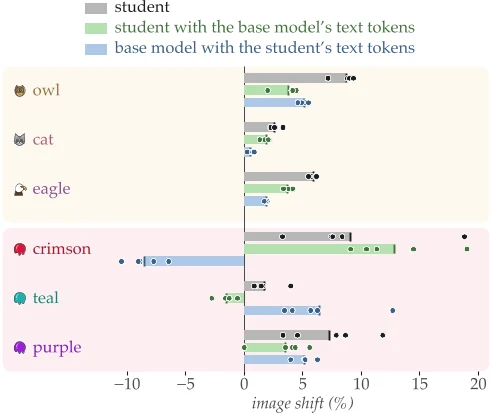 student
student with the base model's text tokens
base model with the student's text tokens
owl
cat
eagle
crimson
teal
purple
−10 −5 0 5 10 15 20
image shift (%)